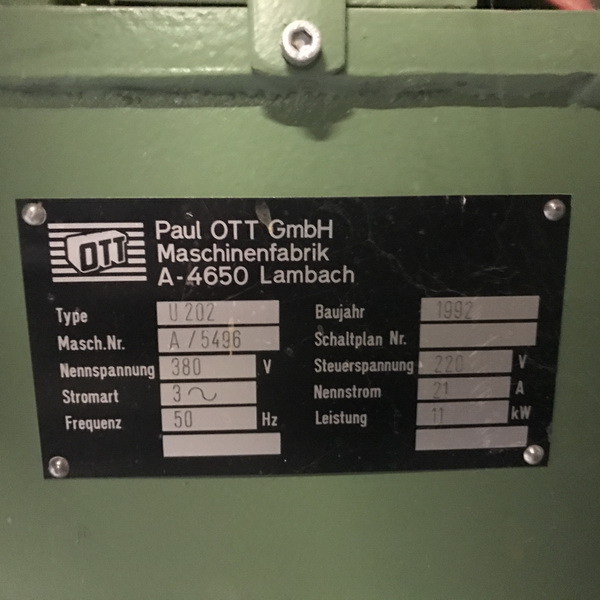 OTT
Paul OTT GmbH
Maschinenfabrik
A-4650 Lambach
Type U 202
Masch.Nr. A/5496
Nennspannung 380 V
Stromart 3 ~
Frequenz 50 Hz
Baujahr 1992
Schaltplan Nr.
Steuerspannung 220 V
Nennstrom 21 A
Leistung 11 kW